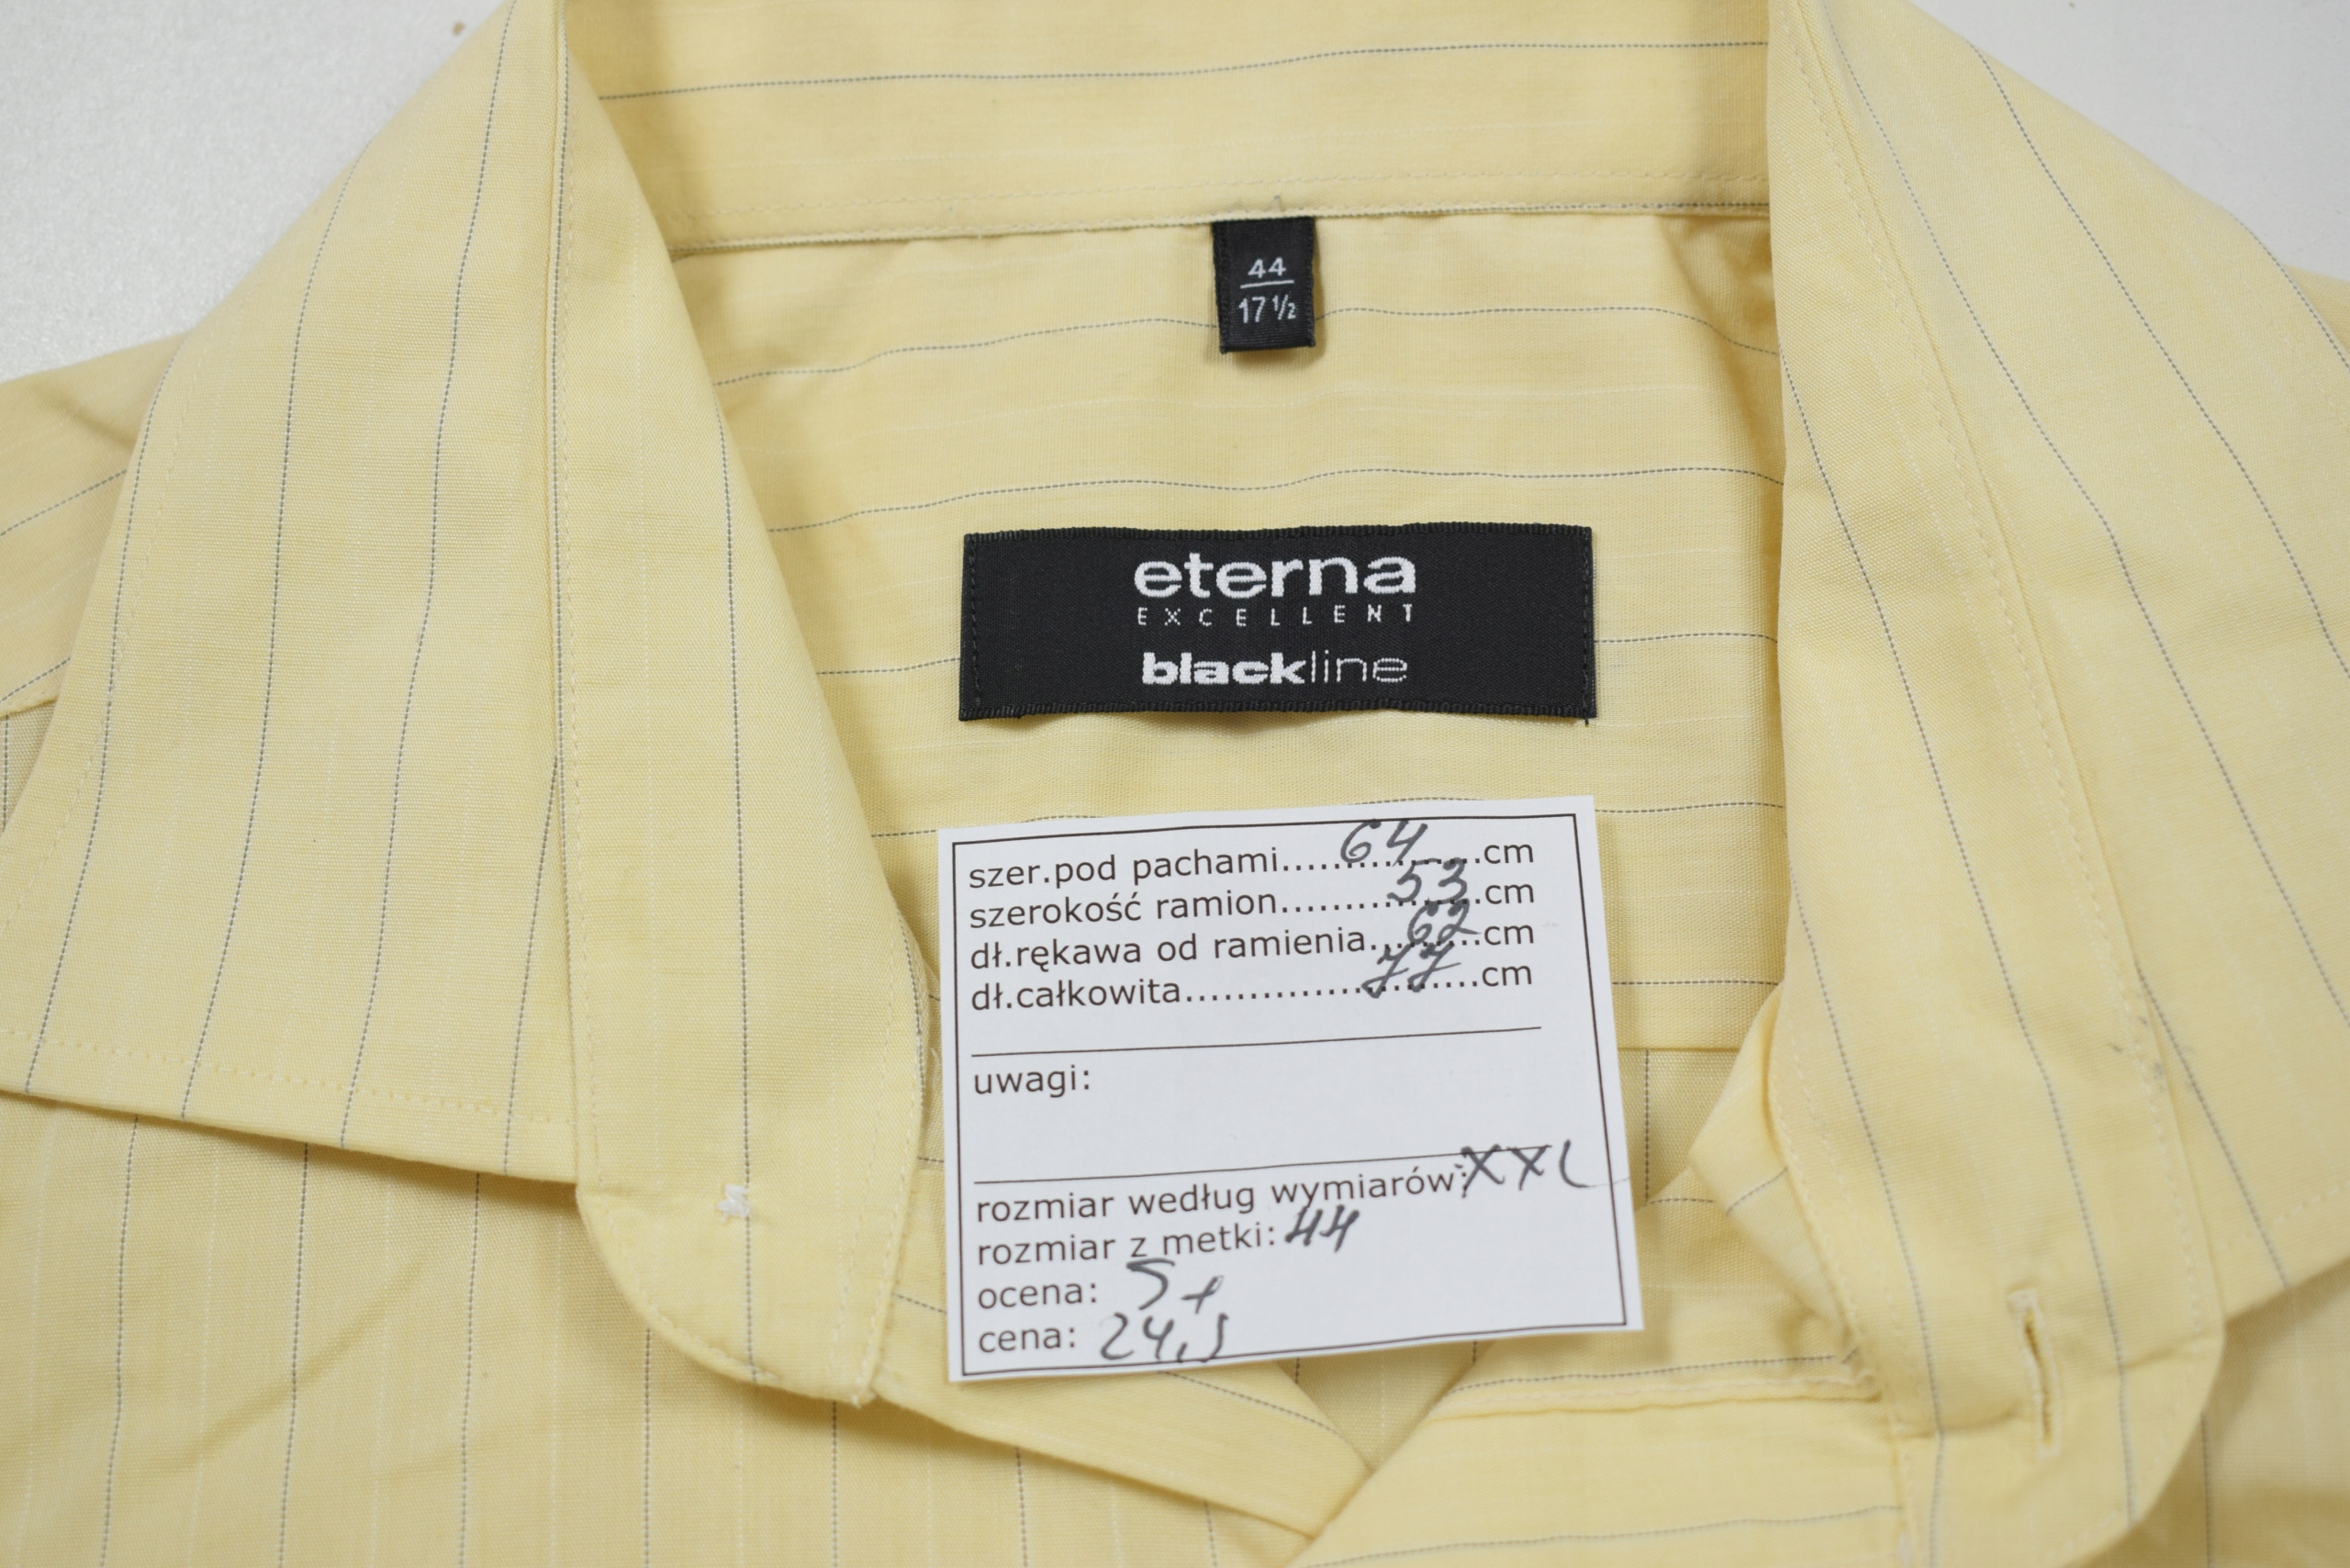 44
17 1/2
eterna
EXCELLENT
blackline
szer.pod pachami.....64.....cm
szerokość ramion.........53.cm
dł.rękawa od ramienia..62...cm
dł.całkowita..............77...cm
uwagi:
rozmiar według wymiarów: XXL
rozmiar z metki: 44
ocena: 5+
cena: 24,5